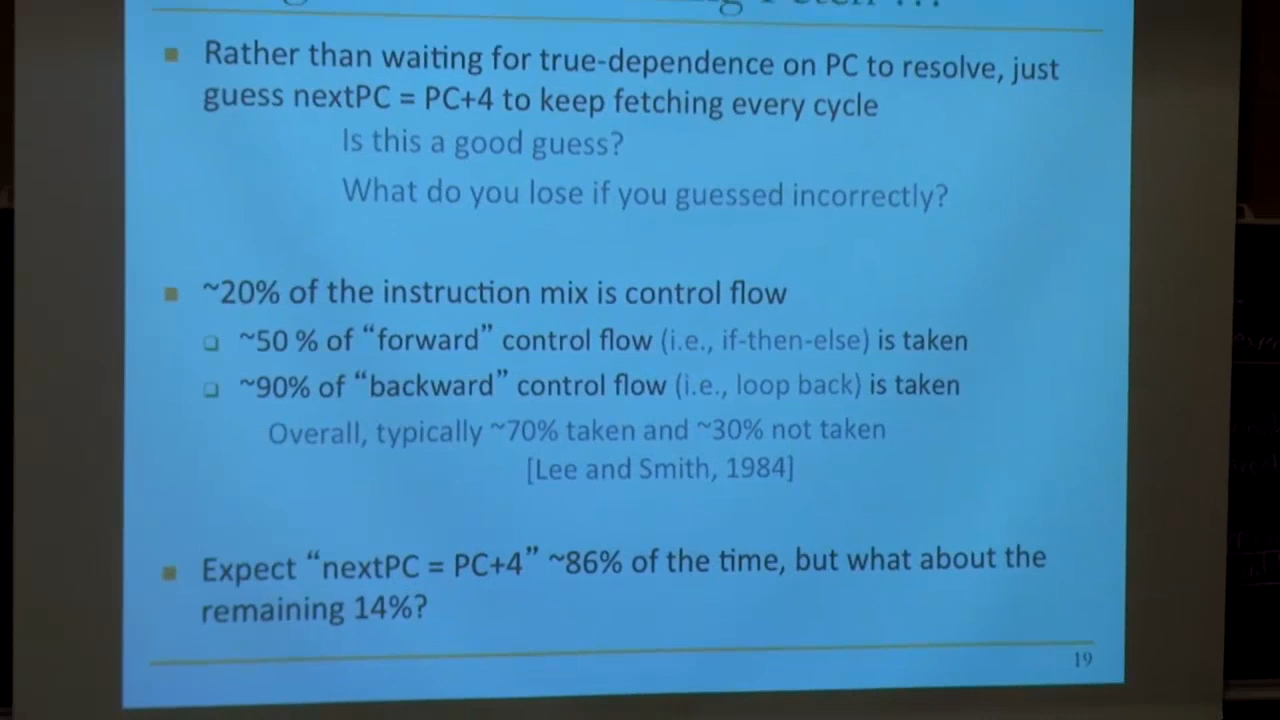 Rather than waiting for true-dependence on PC to resolve, just
guess nextPC = PC+4 to keep fetching every cycle
Is this a good guess?
What do you lose if you guessed incorrectly?
~20% of the instruction mix is control flow
~50 % of “forward” control flow (i.e., if-then-else) is taken
~90% of “backward” control flow (i.e., loop back) is taken
Overall, typically ~70% taken and ~30% not taken
[Lee and Smith, 1984]
Expect “nextPC = PC+4” ~86% of the time, but what about the
remaining 14%?
19